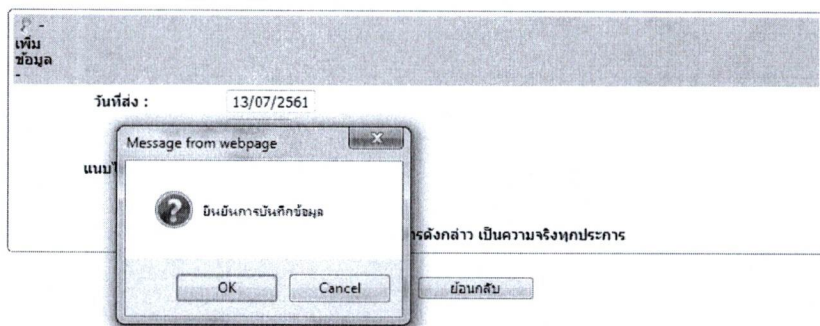 เพิ่ม
ข้อมูล
-
วันที่ส่ง : 13/07/2561
Message from webpage
แนบ
ยืนยันการบันทึกข้อมูล
ดังกล่าว เป็นความจริงทุกประการ
OK Cancel ย้อนกลับ